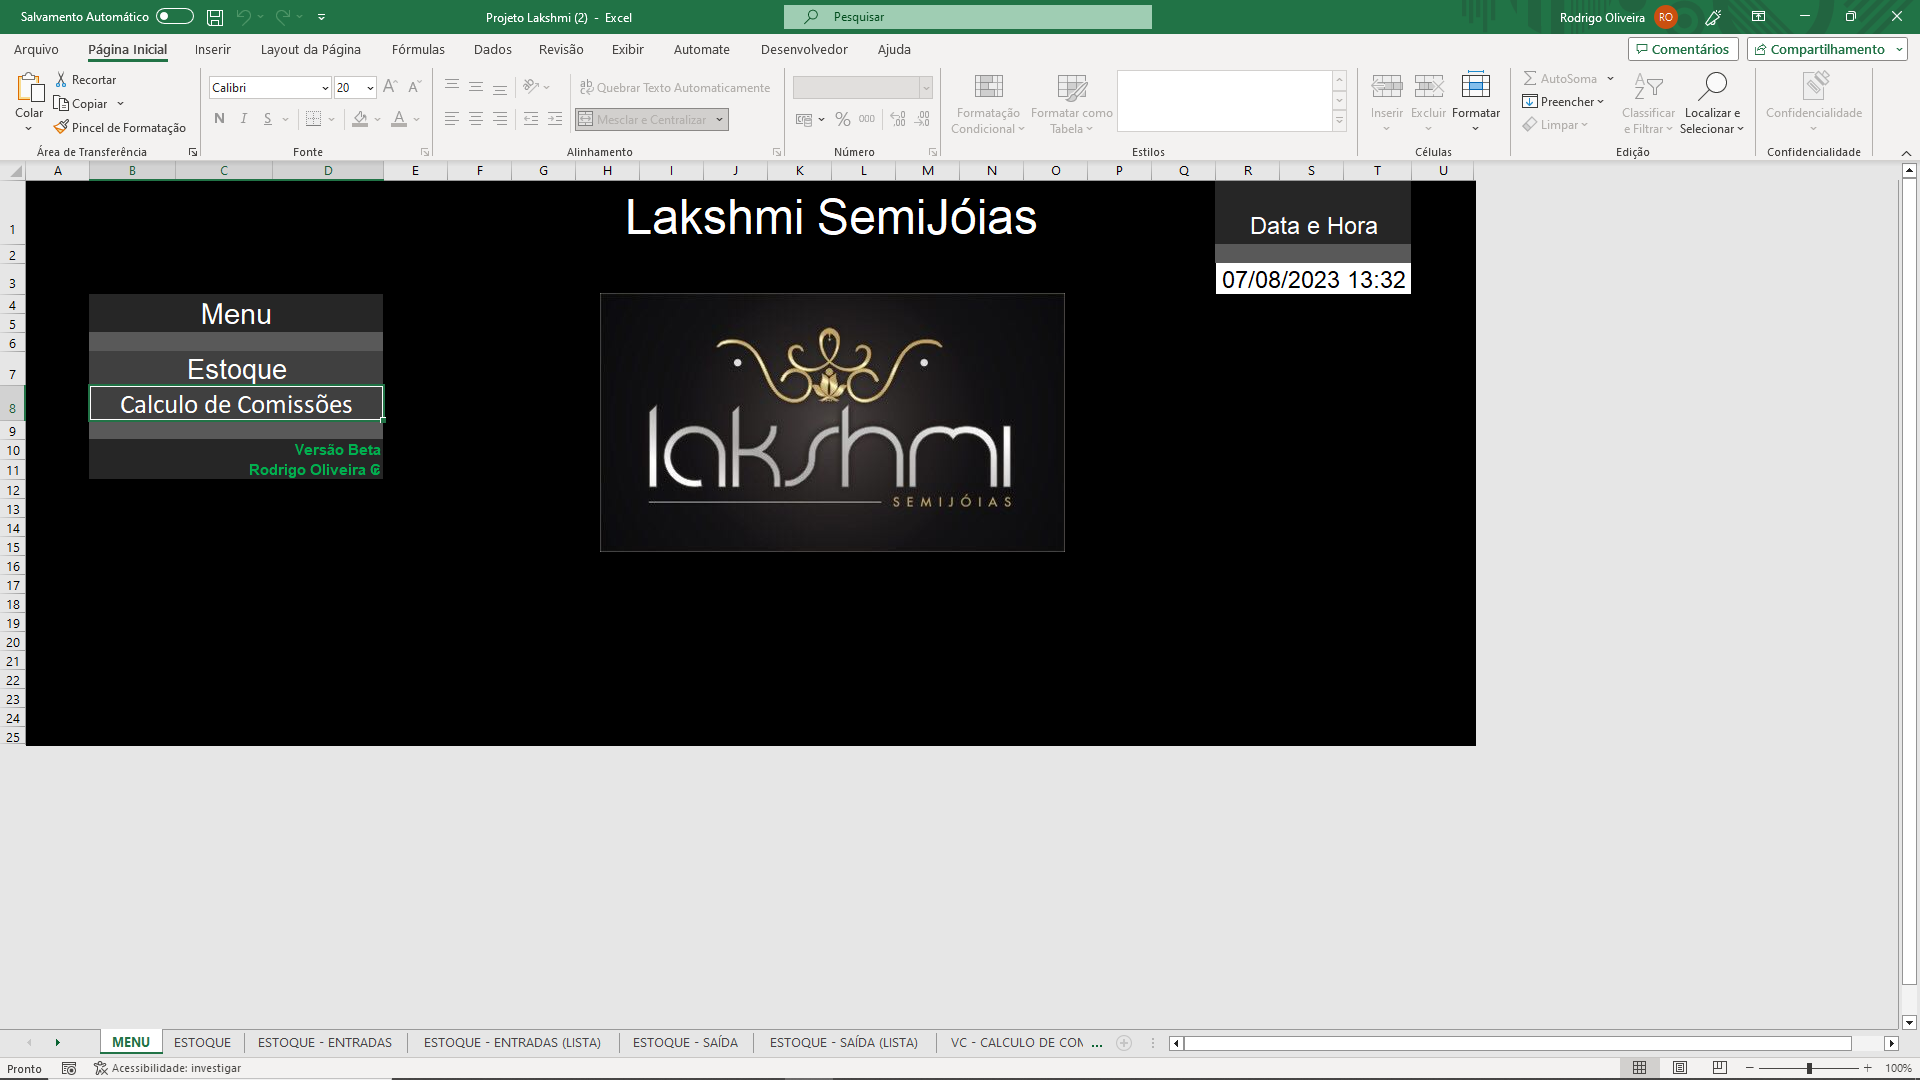 Salvamento Automático
Projeto Lakshmi (2) - Excel
Pesquisar
Rodrigo Oliveira
RO
Arquivo
Página Inicial
Inserir
Layout da Página
Fórmulas
Dados
Revisão
Exibir
Automate
Desenvolvedor
Ajuda
Comentários
Compartilhamento
Colar
Recortar
Copiar
Pincel de Formatação
Área de Transferência
Calibri
20
N I S
Fonte
Quebrar Texto Automaticamente
Mesclar e Centralizar
Alinhamento
% 000
Número
Formatação Condicional
Formatar como Tabela
Estilos
Inserir
Excluir
Formatar
Células
AutoSoma
Preencher
Limpar
Classificar e Filtrar
Localizar e Selecionar
Edição
Confidencialidade
Confidencialidade
A B C D E F G H I J K L M N O P Q R S T U
1
2
3
4
5
6
7
8
9
10
11
12
13
14
15
16
17
18
19
20
21
22
23
24
25
Lakshmi SemiJóias
Data e Hora
07/08/2023 13:32
Menu
Estoque
Calculo de Comissões
Versão Beta
Rodrigo Oliveira ₢
lakshmi
SEMIJÓIAS
MENU
ESTOQUE
ESTOQUE - ENTRADAS
ESTOQUE - ENTRADAS (LISTA)
ESTOQUE - SAÍDA
ESTOQUE - SAÍDA (LISTA)
VC - CALCULO DE COM ...
Pronto
Acessibilidade: investigar
100%